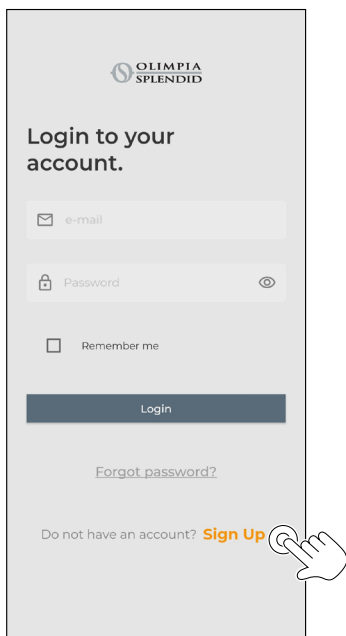 OLIMPIA
SPLENDID
Login to your
account.
e-mail
Password
Remember me
Login
Forgot password?
Do not have an account? Sign Up